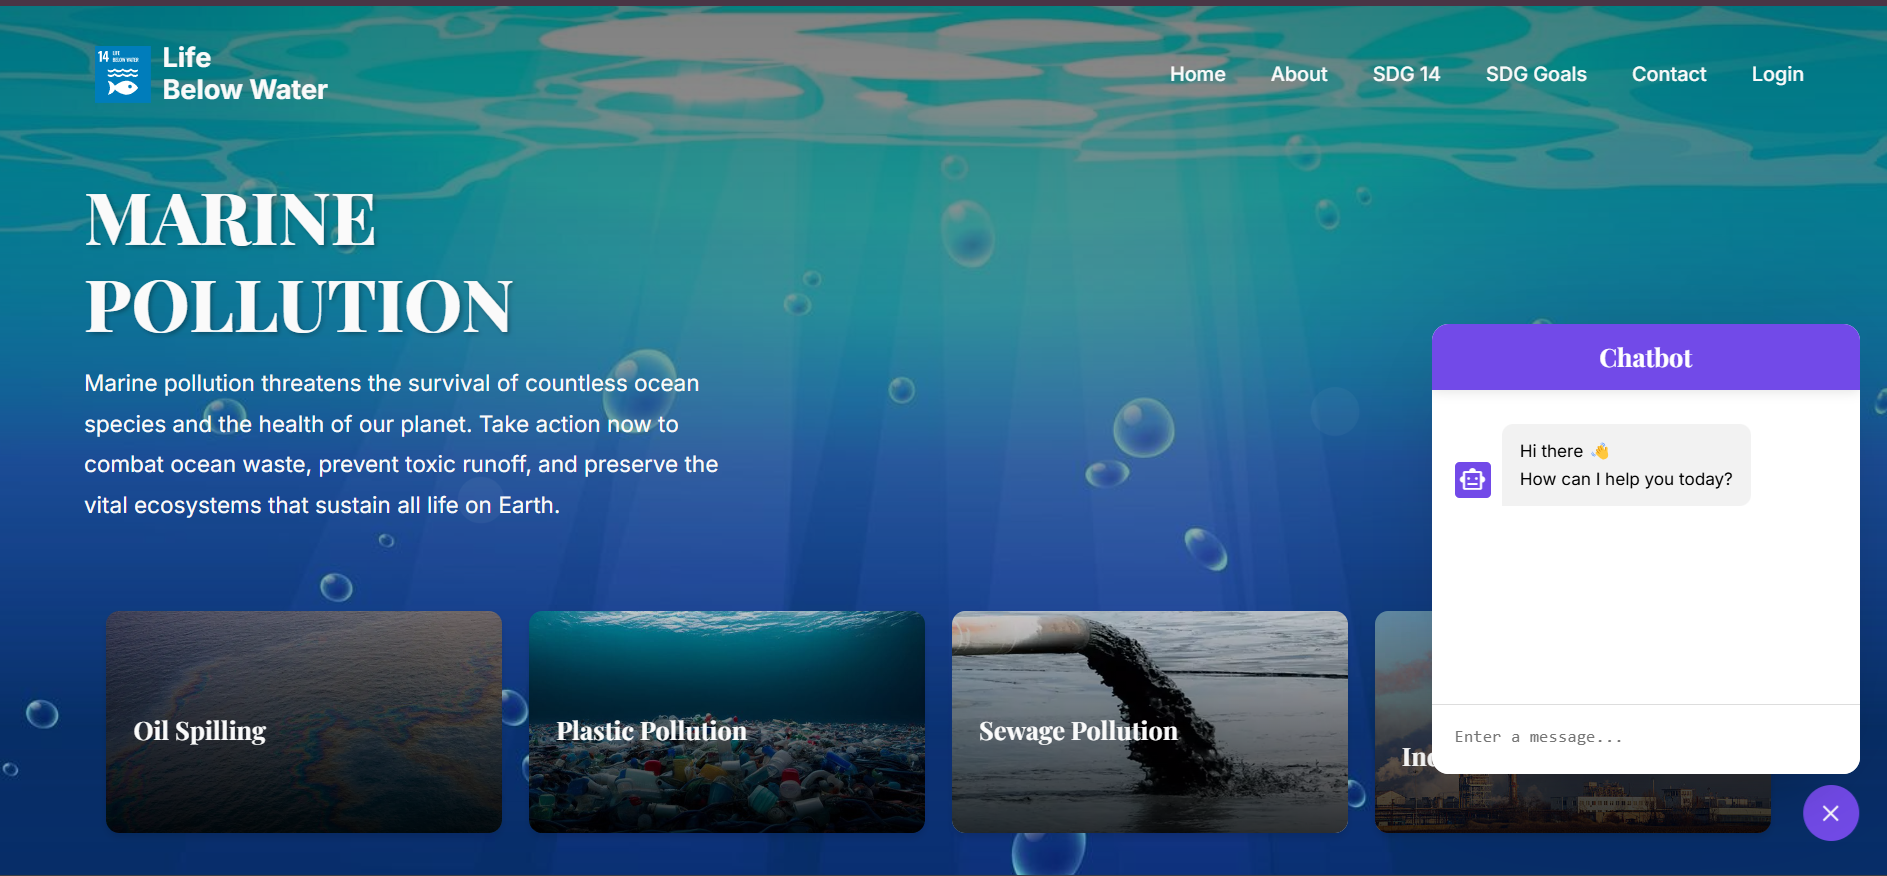 14 LIFE
BELOW WATER
Life
Below Water
Home
About
SDG 14
SDG Goals
Contact
Login
MARINE
POLLUTION
Marine pollution threatens the survival of countless ocean
species and the health of our planet. Take action now to
combat ocean waste, prevent toxic runoff, and preserve the
vital ecosystems that sustain all life on Earth.
Chatbot
Hi there 👋
How can I help you today?
Enter a message...
Oil Spilling
Plastic Pollution
Sewage Pollution